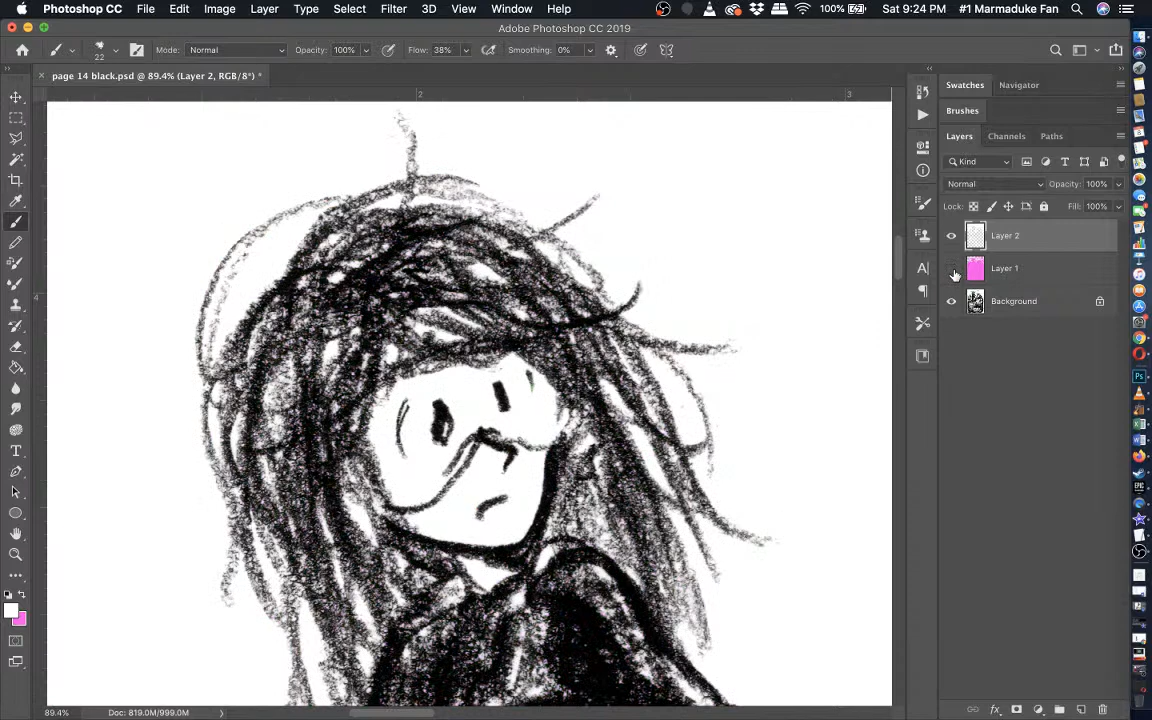 Photoshop CC File Edit Image Layer Type Select Filter 3D View Window Help 100% Sat 9:24 PM #1 Marmaduke Fan
Adobe Photoshop CC 2019
22 Mode: Normal Opacity: 100% Flow: 38% Smoothing: 0%
page 14 black.psd @ 89.4% (Layer 2, RGB/8*) *
Swatches Navigator
2 3
Brushes
Layers Channels Paths
Kind
Normal Opacity: 100%
Lock: Fill: 100%
Layer 2
Layer 1
4
Background
89.4% Doc: 819.0M/999.0M